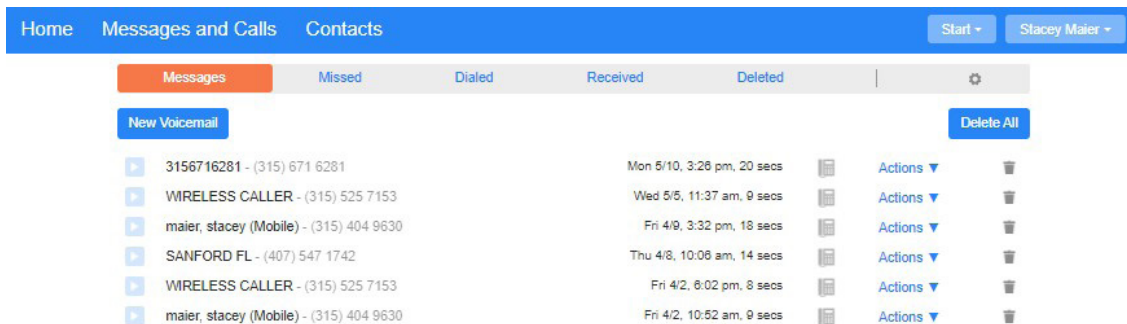 Home Messages and Calls Contacts Start Stacey Maier
Messages Missed Dialed Received Deleted
New Voicemail Delete All
3156716281 - (315) 671 6281 Mon 5/10, 3:26 pm, 20 secs Actions ▼
WIRELESS CALLER - (315) 525 7153 Wed 5/5, 11:37 am, 9 secs Actions ▼
maier, stacey (Mobile) - (315) 404 9630 Fri 4/9, 3:32 pm, 18 secs Actions ▼
SANFORD FL - (407) 547 1742 Thu 4/8, 10:06 am, 14 secs Actions ▼
WIRELESS CALLER - (315) 525 7153 Fri 4/2, 6:02 pm, 8 secs Actions ▼
maier, stacey (Mobile) - (315) 404 9630 Fri 4/2, 10:52 am, 9 secs Actions ▼